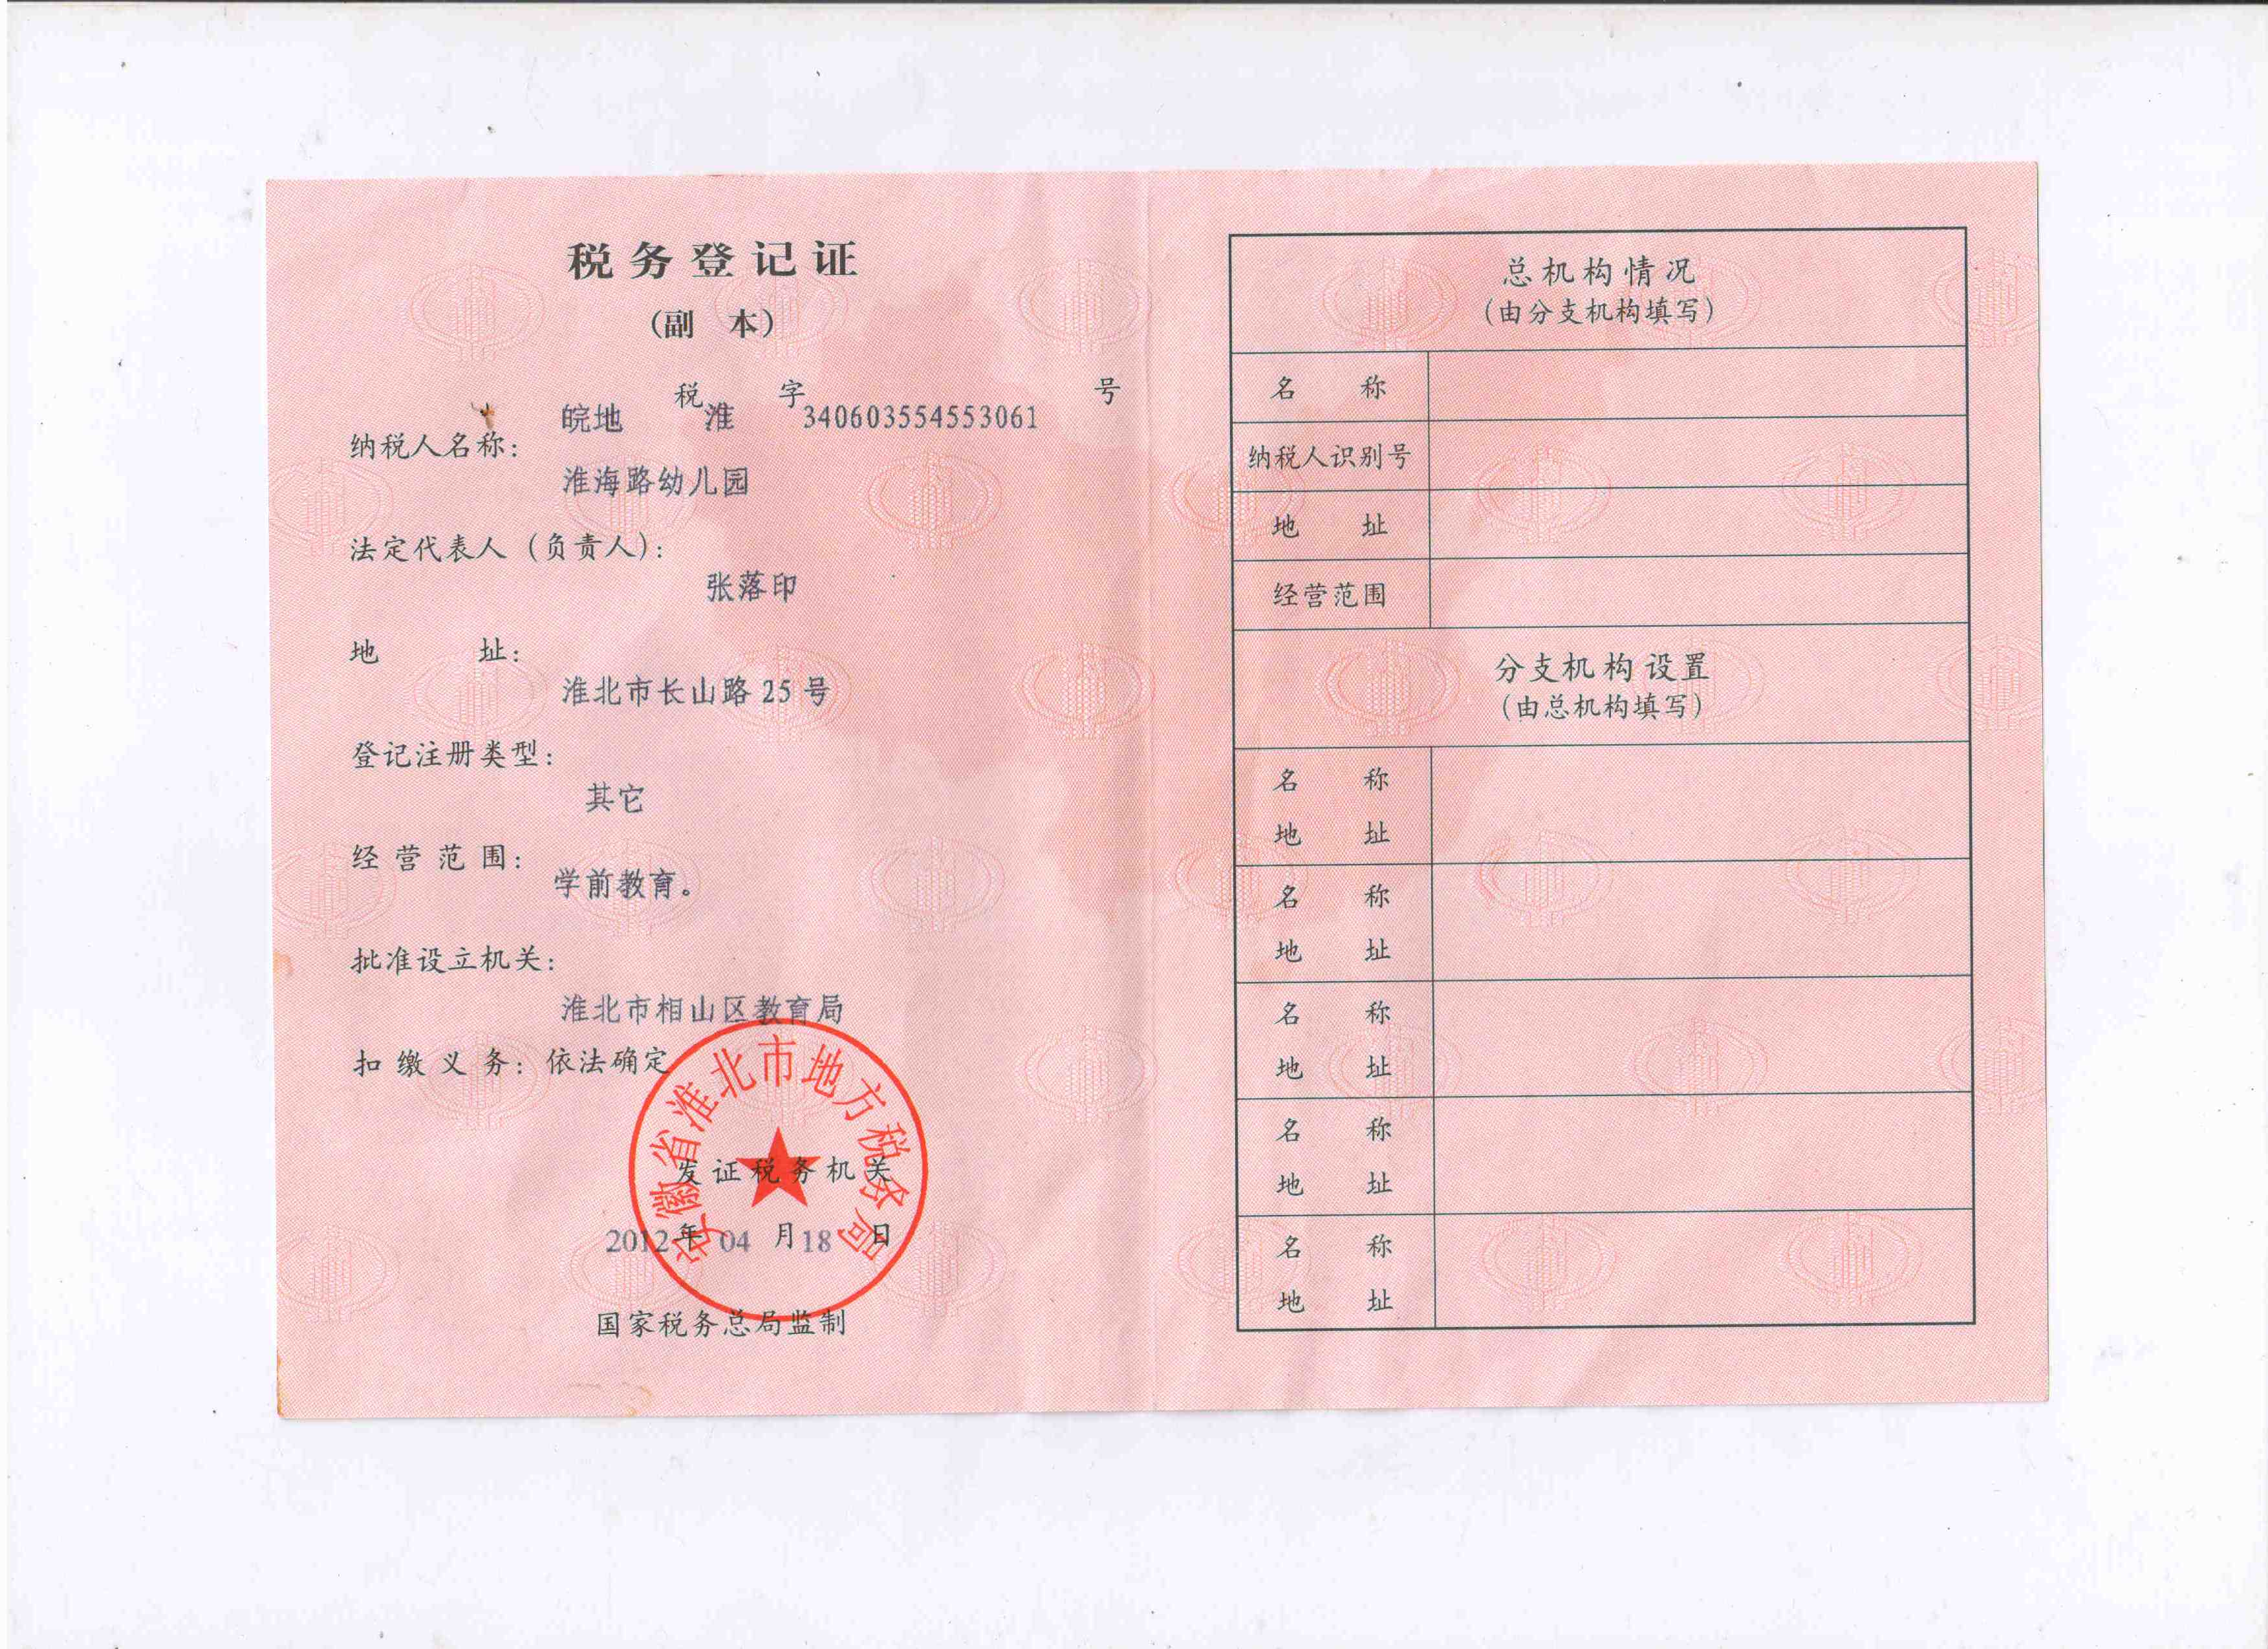 税务登记证
(副 本)
皖地 税 淮 字 340603554553061 号
纳税人名称:
淮海路幼儿园
法定代表人(负责人):
张落印
地 址:
淮北市长山路 25 号
登记注册类型:
其它
经营范围:
学前教育。
批准设立机关:
淮北市相山区教育局
扣缴义务: 依法确定
安徽省淮北市地方税务局
发证税务机关
2012年 04 月 18 日
国家税务总局监制
总机构情况
(由分支机构填写)
名 称
纳税人识别号
地 址
经营范围
分支机构设置
(由总机构填写)
名 称
地 址
名 称
地 址
名 称
地 址
名 称
地 址
名 称
地 址